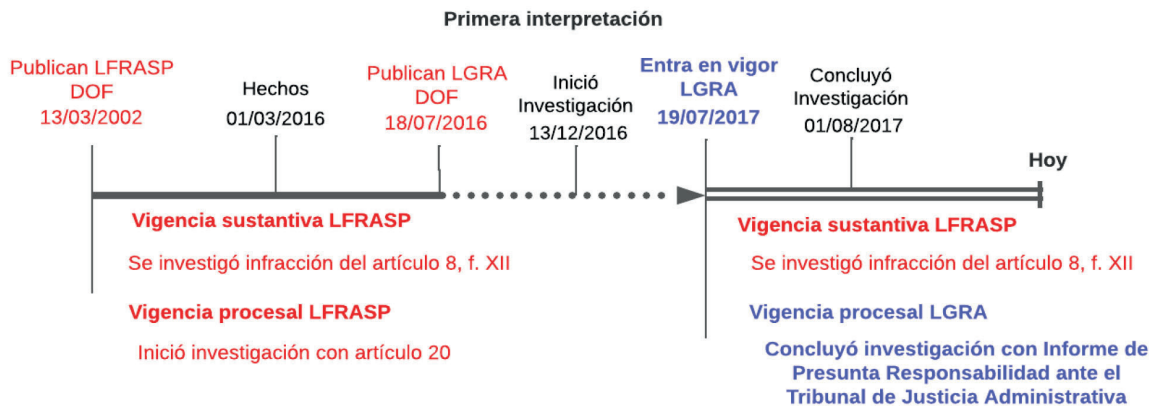 Primera interpretación
Publican LFRASP
DOF
13/03/2002
Hechos
01/03/2016
Publican LGRA
DOF
18/07/2016
Inició
Investigación
13/12/2016
Entra en vigor
LGRA
19/07/2017
Concluyó
Investigación
01/08/2017
Hoy
Vigencia sustantiva LFRASP
Se investigó infracción del artículo 8, f. XII
Vigencia procesal LFRASP
Inició investigación con artículo 20
Vigencia sustantiva LFRASP
Se investigó infracción del artículo 8, f. XII
Vigencia procesal LGRA
Concluyó investigación con Informe de
Presunta Responsabilidad ante el
Tribunal de Justicia Administrativa